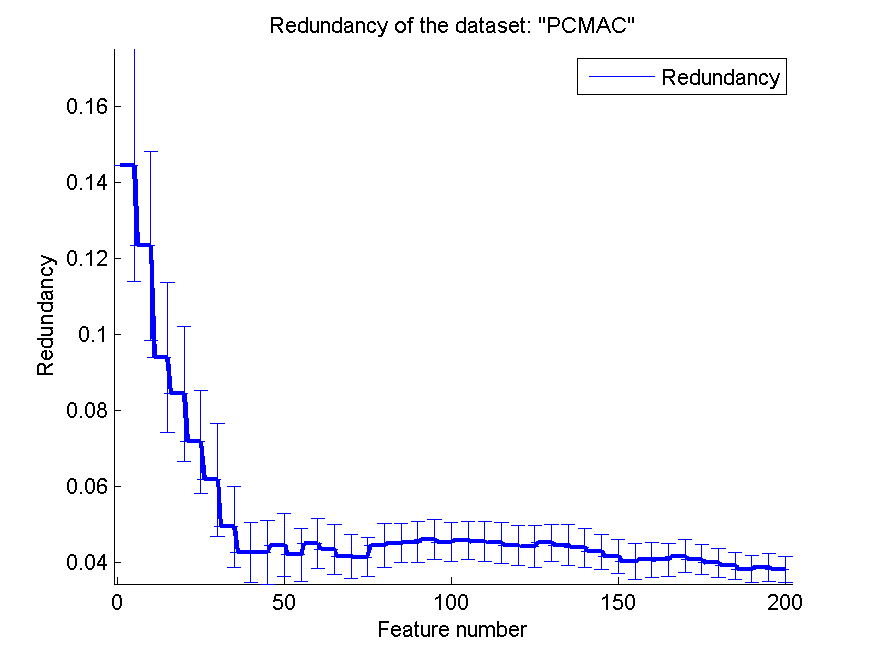 Redundancy of the dataset: "PCMAC"
Redundancy
0.16
0.14
0.12
0.1
0.08
0.06
0.04
Redundancy
0 50 100 150 200
Feature number